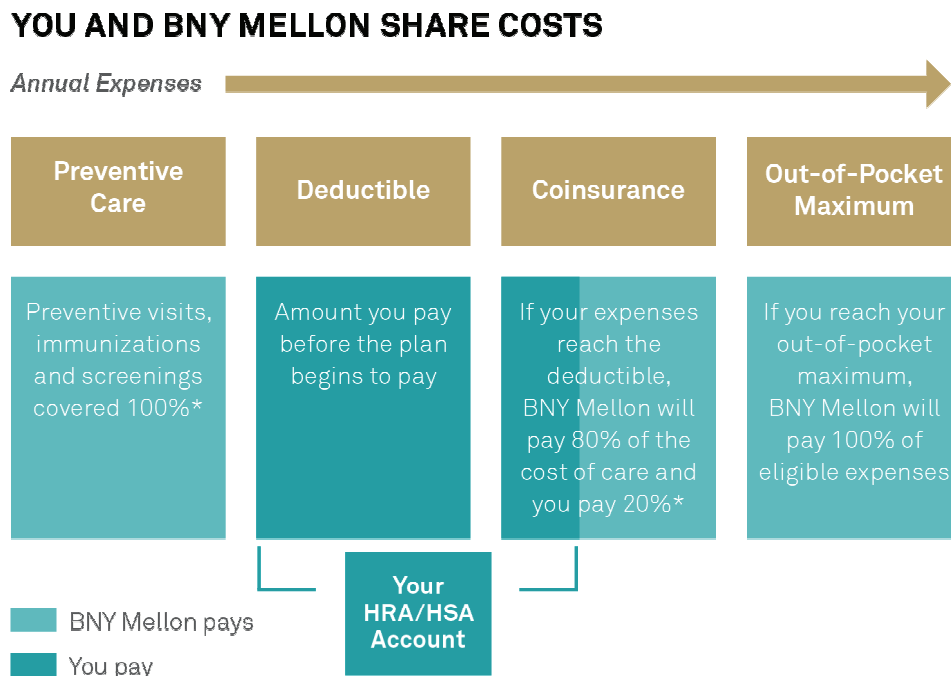 YOU AND BNY MELLON SHARE COSTS
Annual Expenses
Preventive
Care
Deductible
Coinsurance
Out-of-Pocket
Maximum
Preventive visits,
immunizations
and screenings
covered 100%*
Amount you pay
before the plan
begins to pay
If your expenses
reach the
deductible,
BNY Mellon will
pay 80% of the
cost of care and
you pay 20%*
If you reach your
out-of-pocket
maximum,
BNY Mellon will
pay 100% of
eligible expenses
Your
HRA/HSA
Account
BNY Mellon pays
You pay